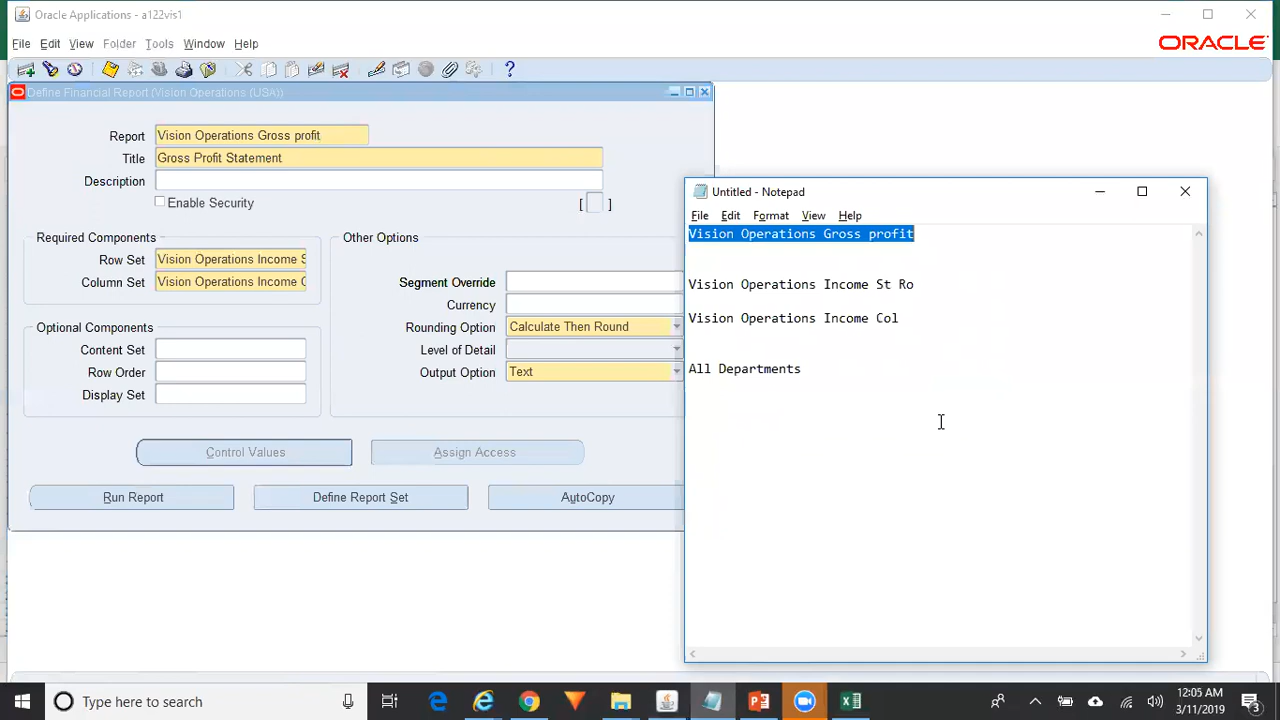 Oracle Applications - a122vis1
File Edit View Folder Tools Window Help
ORACLE
Define Financial Report (Vision Operations (USA))
Report Vision Operations Gross profit
Title Gross Profit Statement
Description
Enable Security
[ ]
Required Components
Row Set Vision Operations Income S
Column Set Vision Operations Income C
Optional Components
Content Set
Row Order
Display Set
Other Options
Segment Override
Currency
Rounding Option Calculate Then Round
Level of Detail
Output Option Text
Control Values Assign Access
Run Report Define Report Set AutoCopy
Untitled - Notepad
File Edit Format View Help
Vision Operations Gross profit
Vision Operations Income St Ro
Vision Operations Income Col
All Departments
Type here to search
12:05 AM
3/11/2019
3